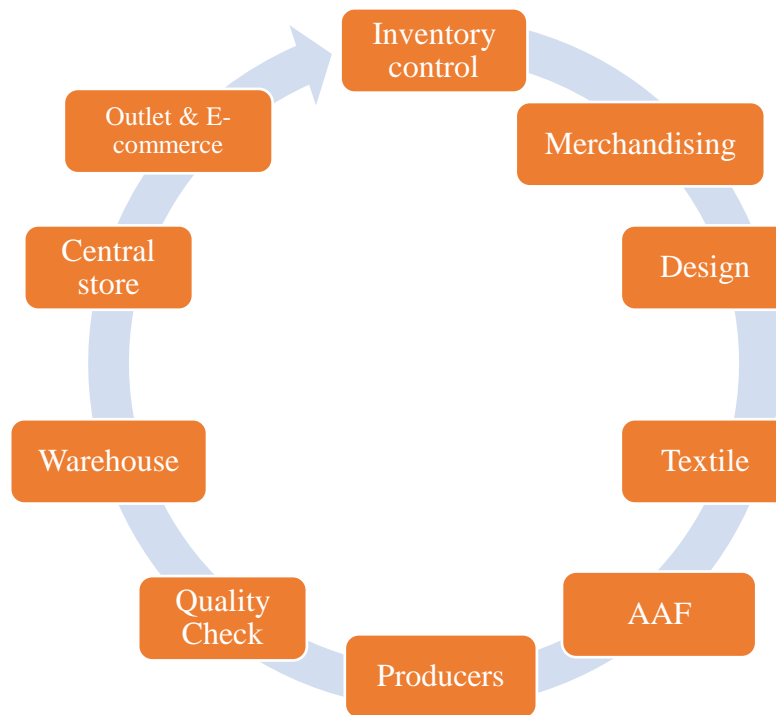 Inventory
control
Merchandising
Design
Textile
AAF
Producers
Quality
Check
Warehouse
Central
store
Outlet & E-
commerce